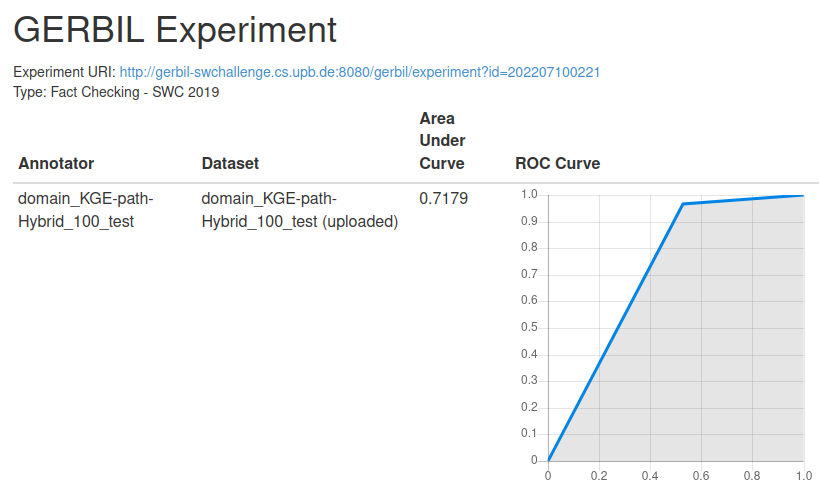 GERBIL Experiment
Experiment URI: http://gerbil-swchallenge.cs.upb.de:8080/gerbil/experiment?id=202207100221
Type: Fact Checking - SWC 2019
Annotator
Dataset
Area
Under
Curve
ROC Curve
domain_KGE-path-
Hybrid_100_test
domain_KGE-path-
Hybrid_100_test (uploaded)
0.7179
1.0
0.9
0.8
0.7
0.6
0.5
0.4
0.3
0.2
0.1
0
0 0.2 0.4 0.6 0.8 1.0